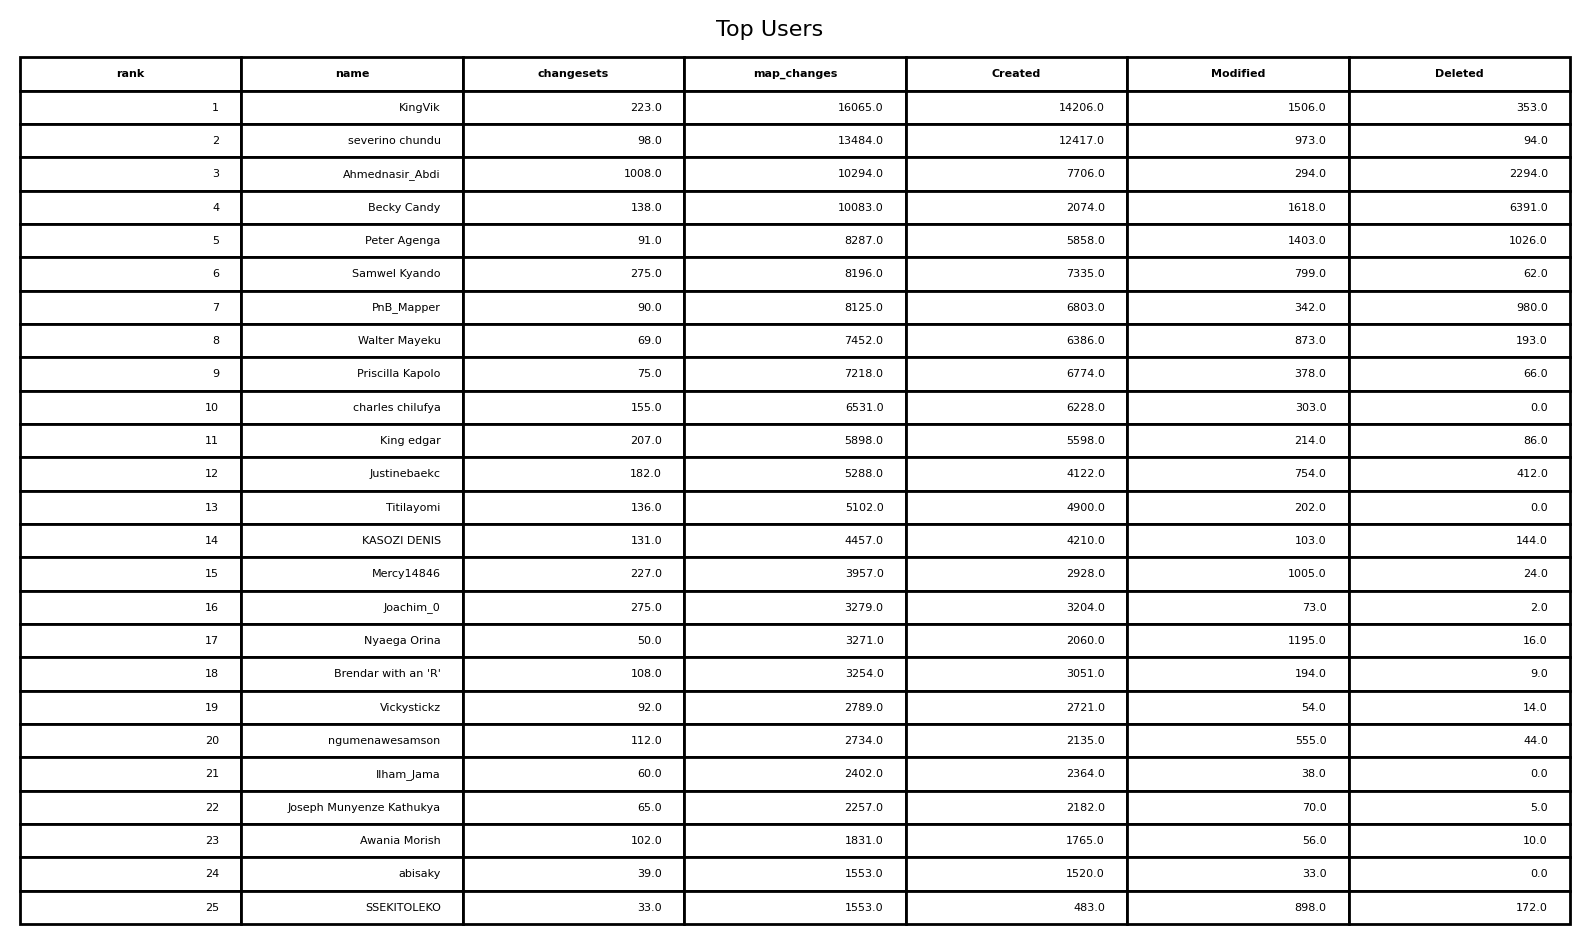 Top Users
rank name changesets map_changes Created Modified Deleted
1 KingVik 223.0 16065.0 14206.0 1506.0 353.0
2 severino chundu 98.0 13484.0 12417.0 973.0 94.0
3 Ahmednasir_Abdi 1008.0 10294.0 7706.0 294.0 2294.0
4 Becky Candy 138.0 10083.0 2074.0 1618.0 6391.0
5 Peter Agenga 91.0 8287.0 5858.0 1403.0 1026.0
6 Samwel Kyando 275.0 8196.0 7335.0 799.0 62.0
7 PnB_Mapper 90.0 8125.0 6803.0 342.0 980.0
8 Walter Mayeku 69.0 7452.0 6386.0 873.0 193.0
9 Priscilla Kapolo 75.0 7218.0 6774.0 378.0 66.0
10 charles chilufya 155.0 6531.0 6228.0 303.0 0.0
11 King edgar 207.0 5898.0 5598.0 214.0 86.0
12 Justinebaekc 182.0 5288.0 4122.0 754.0 412.0
13 Titilayomi 136.0 5102.0 4900.0 202.0 0.0
14 KASOZI DENIS 131.0 4457.0 4210.0 103.0 144.0
15 Mercy14846 227.0 3957.0 2928.0 1005.0 24.0
16 Joachim_0 275.0 3279.0 3204.0 73.0 2.0
17 Nyaega Orina 50.0 3271.0 2060.0 1195.0 16.0
18 Brendar with an 'R' 108.0 3254.0 3051.0 194.0 9.0
19 Vickystickz 92.0 2789.0 2721.0 54.0 14.0
20 ngumenawesamson 112.0 2734.0 2135.0 555.0 44.0
21 Ilham_Jama 60.0 2402.0 2364.0 38.0 0.0
22 Joseph Munyenze Kathukya 65.0 2257.0 2182.0 70.0 5.0
23 Awania Morish 102.0 1831.0 1765.0 56.0 10.0
24 abisaky 39.0 1553.0 1520.0 33.0 0.0
25 SSEKITOLEKO 33.0 1553.0 483.0 898.0 172.0